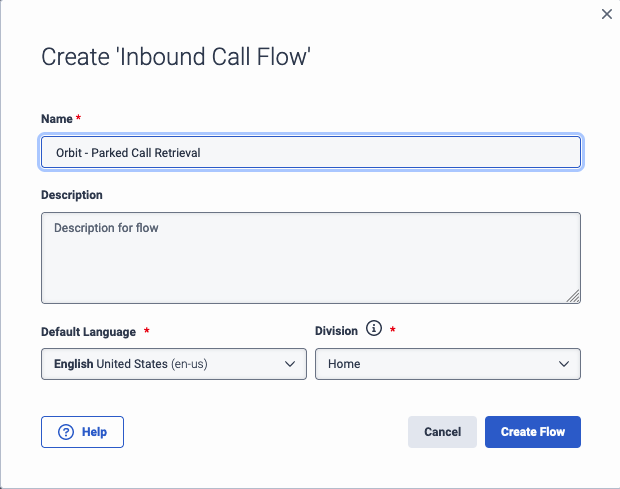 Create 'Inbound Call Flow'
Name *
Orbit - Parked Call Retrieval
Description
Description for flow
Default Language *
Division *
English United States (en-us)
Home
Help
Cancel
Create Flow